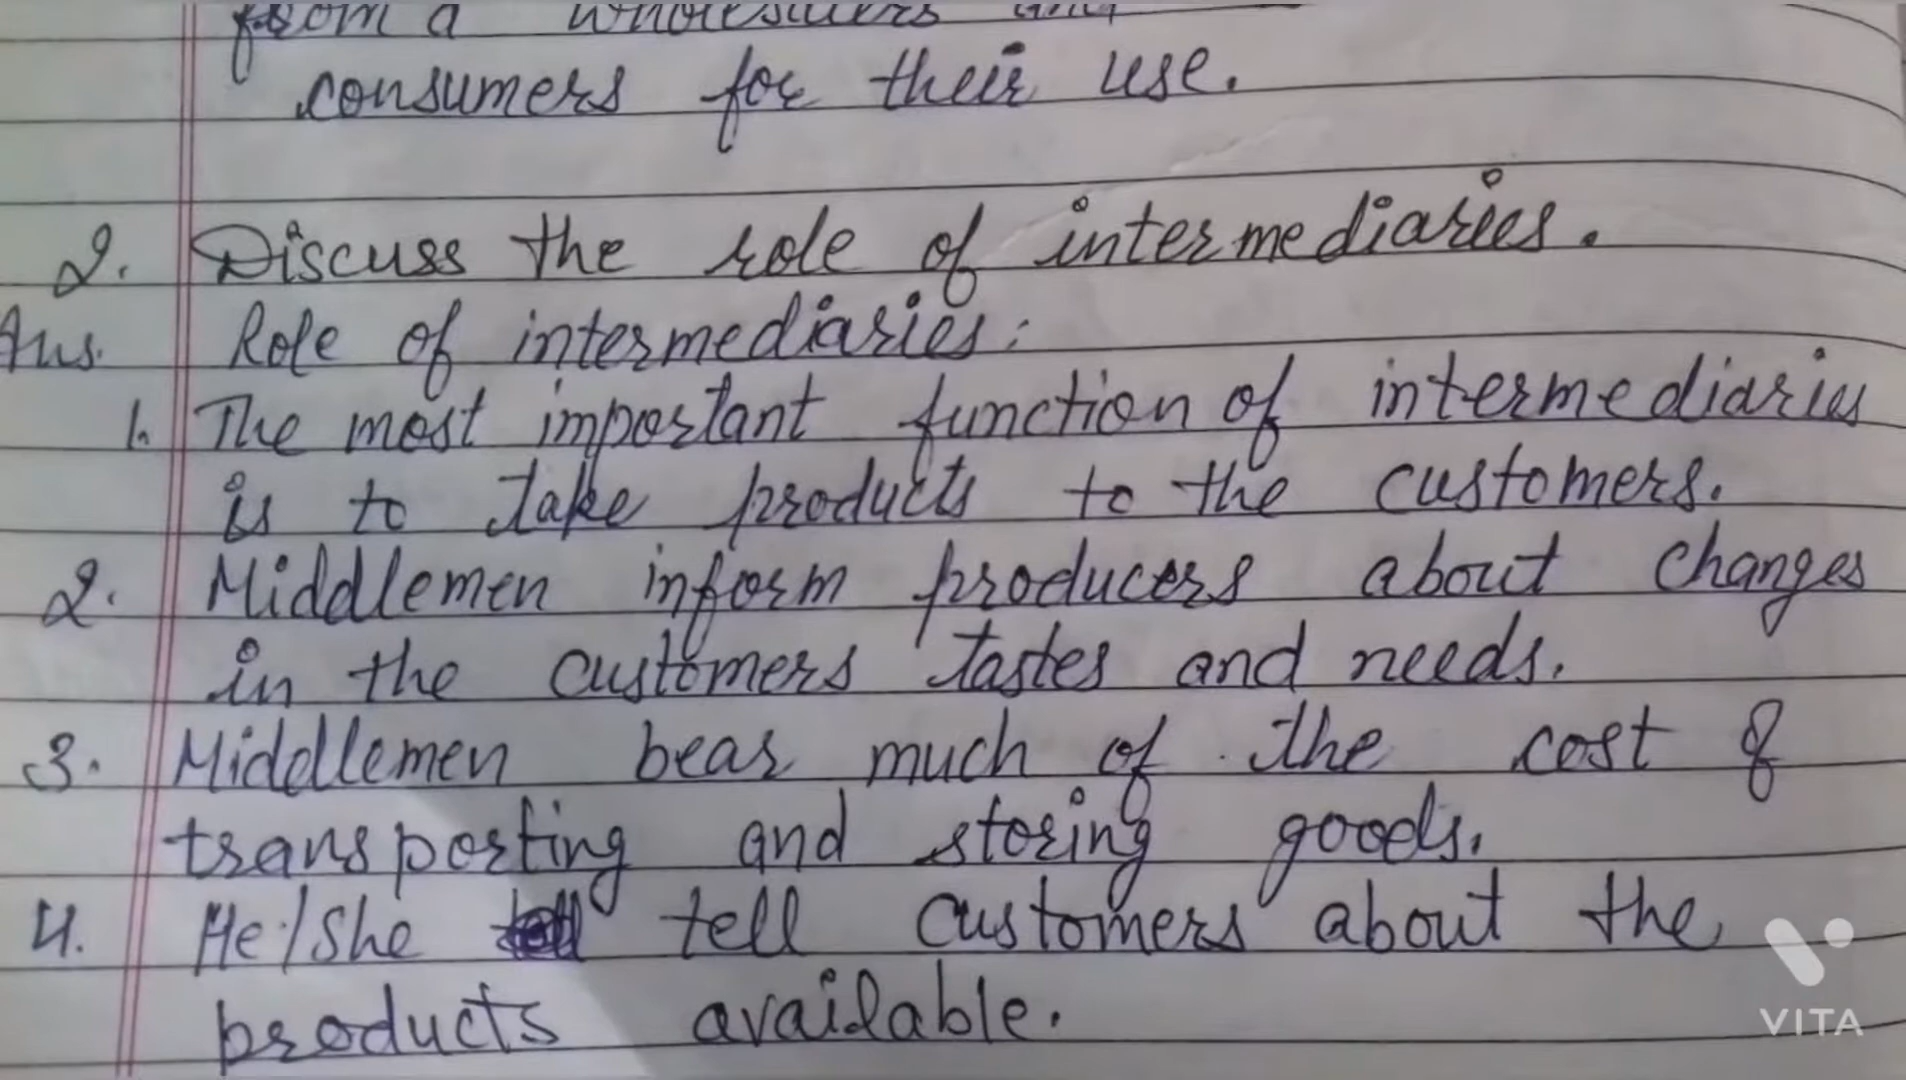 from a wholesalers and
consumers for their use.
2. Discuss the role of intermediaries.
Ans. Role of intermediaries:
1. The most important function of intermediaries
is to take products to the customers.
2. Middlemen inform producers about changes
in the customers tastes and needs.
3. Middlemen bear much of the cost of
transporting and storing goods.
4. He/She tell customers about the
products available.
VITA